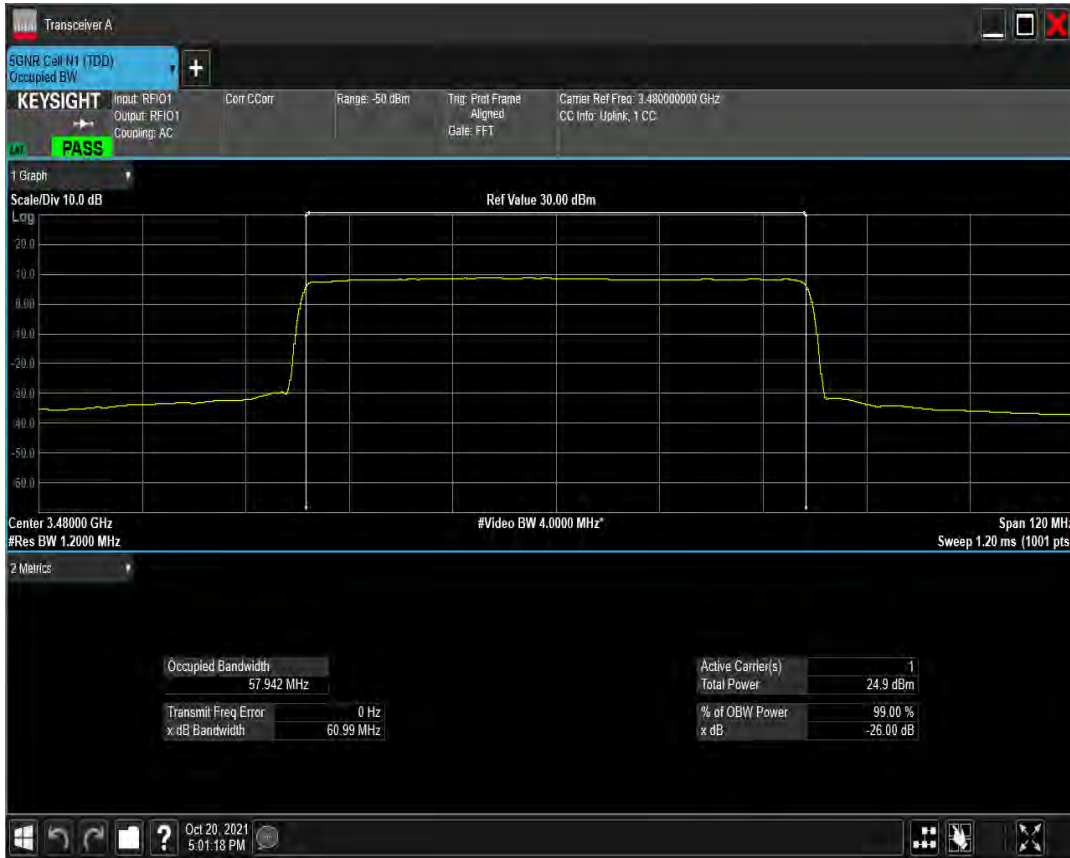 Transceiver A
5GNR Cell N1 (TDD)
Occupied BW
+
KEYSIGHT
Input: RFIO1
Output: RFIO1
Coupling: AC
Corr CCorr
Range: -50 dBm
Trig: Prot Frame
Aligned
Gate: FFT
Carrier Ref Freq: 3.480000000 GHz
CC Info: Uplink, 1 CC
PASS
1 Graph
Scale/Div 10.0 dB
Ref Value 30.00 dBm
Log
20.0
10.0
0.00
-10.0
-20.0
-30.0
-40.0
-50.0
-60.0
Center 3.48000 GHz
#Video BW 4.0000 MHz*
Span 120 MHz
#Res BW 1.2000 MHz
Sweep 1.20 ms (1001 pts
2 Metrics
Occupied Bandwidth
57.942 MHz
Transmit Freq Error 0 Hz
x dB Bandwidth 60.99 MHz
Active Carrier(s) 1
Total Power 24.9 dBm
% of OBW Power 99.00 %
x dB -26.00 dB
?
Oct 20, 2021
5:01:18 PM